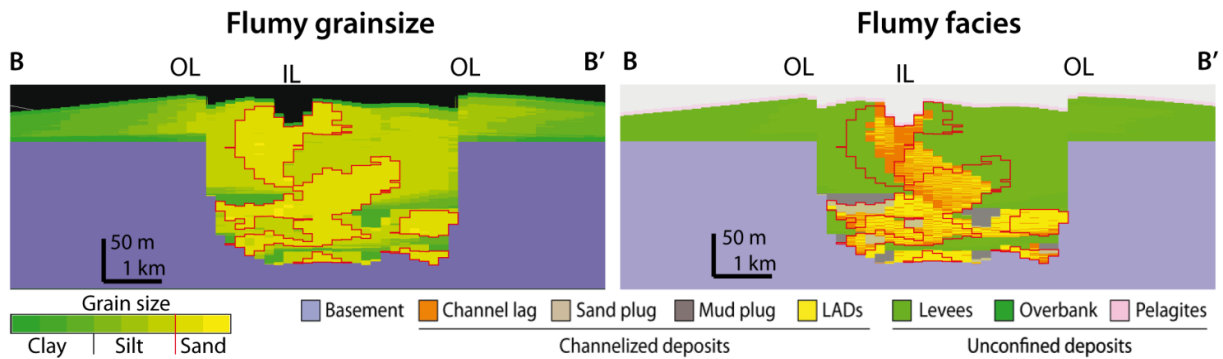 Flumy grainsize
Flumy facies
B OL IL OL B'
B OL IL OL B'
50 m
1 km
50 m
1 km
Grain size
Clay Silt Sand
Basement Channel lag Sand plug Mud plug LADs Levees Overbank Pelagites
Channelized deposits Unconfined deposits